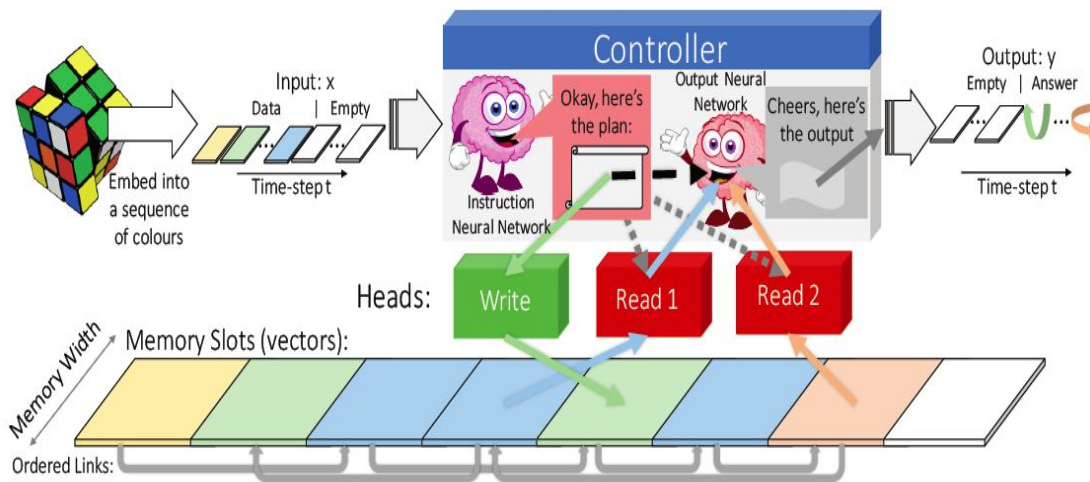 Controller
Input: x
Data | Empty
Time-step t
Embed into
a sequence
of colours
Okay, here's
the plan:
Instruction
Neural Network
Output Neural
Network
Cheers, here's
the output
Output: y
Empty | Answer
Time-step t
Heads:
Write
Read 1
Read 2
Memory Slots (vectors):
Memory Width
Ordered Links: